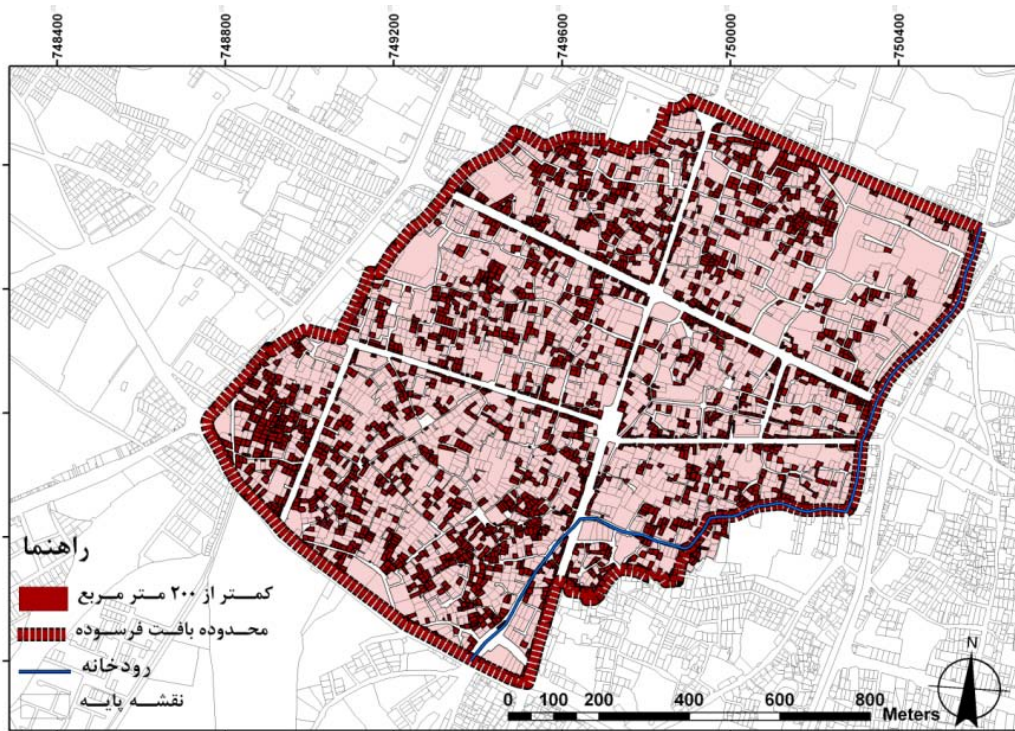 748400 748800 749200 749600 750000 750400
راهنما
کمتر از ۲۰۰ متر مربع
محدوده بافت فرسوده
رودخانه
نقشه پایه
N
0 100 200 400 600 800
Meters